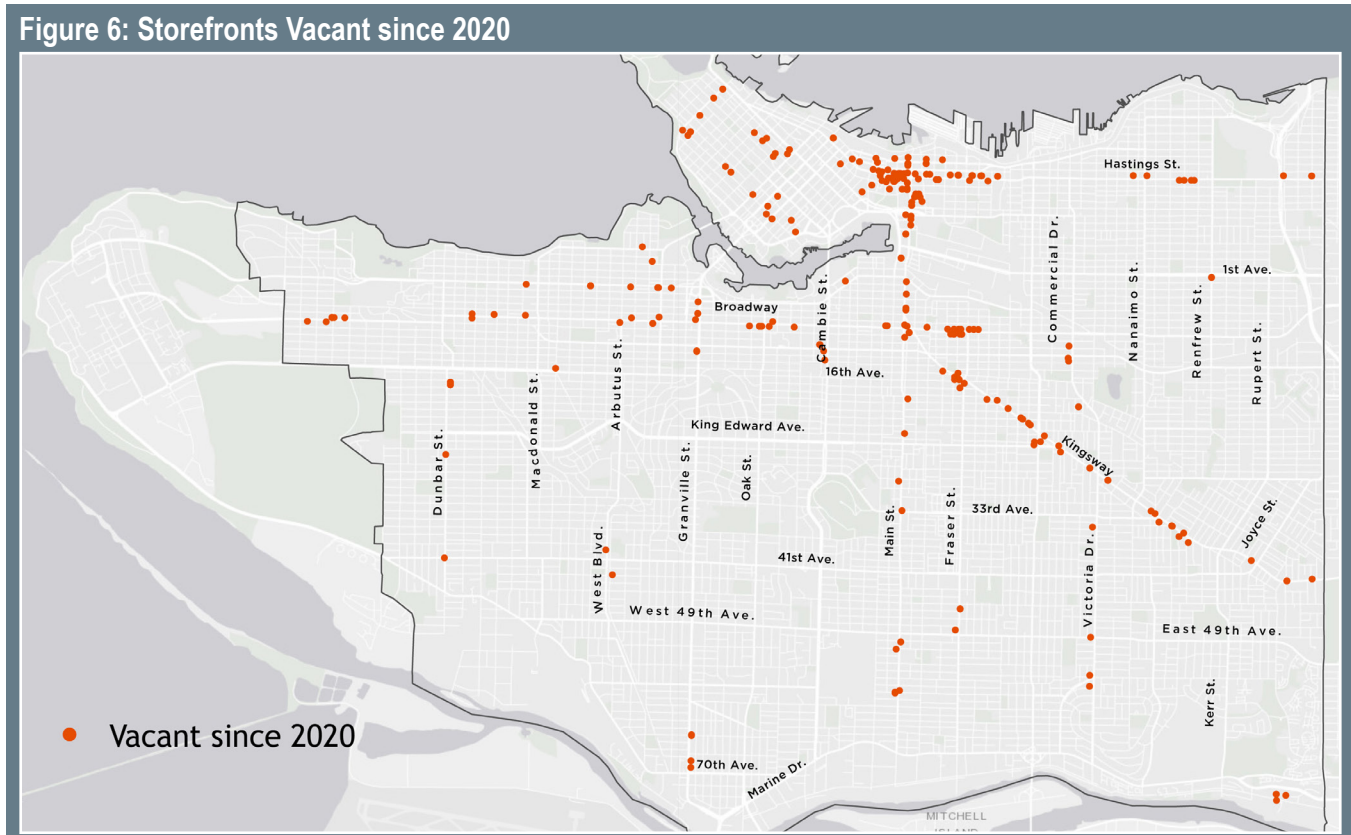 Figure 6: Storefronts Vacant since 2020
Hastings St.
Commercial Dr.
Nanaimo St.
1st Ave.
Renfrew St.
Rupert St.
Broadway
Cambie St.
16th Ave.
Arbutus St.
Macdonald St.
Dunbar St.
King Edward Ave.
Granville St.
Oak St.
Kingsway
Main St.
Fraser St.
33rd Ave.
Joyce St.
West Blvd.
41st Ave.
Victoria Dr.
West 49th Ave.
East 49th Ave.
Kerr St.
Vacant since 2020
70th Ave.
Marine Dr.
MITCHELL
ISLAND